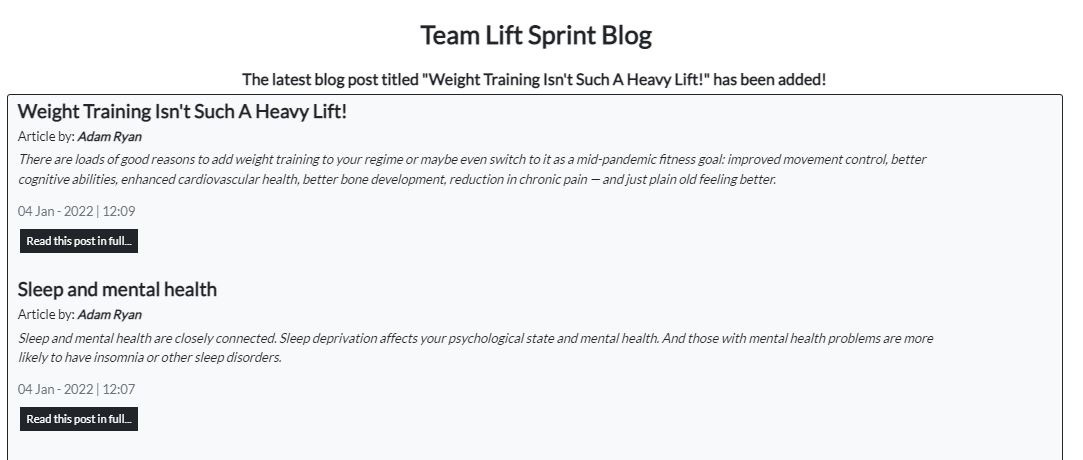 Team Lift Sprint Blog
The latest blog post titled "Weight Training Isn't Such A Heavy Lift!" has been added!
Weight Training Isn't Such A Heavy Lift!
Article by: Adam Ryan
There are loads of good reasons to add weight training to your regime or maybe even switch to it as a mid-pandemic fitness goal: improved movement control, better
cognitive abilities, enhanced cardiovascular health, better bone development, reduction in chronic pain — and just plain old feeling better.
04 Jan - 2022 | 12:09
Read this post in full...
Sleep and mental health
Article by: Adam Ryan
Sleep and mental health are closely connected. Sleep deprivation affects your psychological state and mental health. And those with mental health problems are more
likely to have insomnia or other sleep disorders.
04 Jan - 2022 | 12:07
Read this post in full...